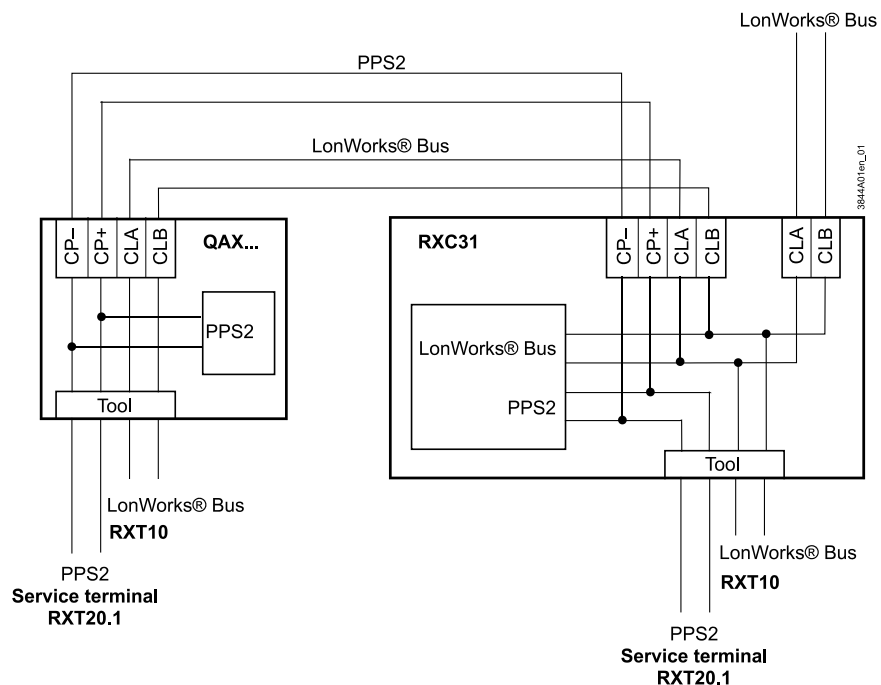 LonWorks® Bus
PPS2
LonWorks® Bus
3844A01en_01
CP–
CP+
CLA
CLB
QAX...
RXC31
CP–
CP+
CLA
CLB
CLA
CLB
PPS2
LonWorks® Bus
PPS2
Tool
Tool
LonWorks® Bus
RXT10
PPS2
Service terminal
RXT20.1
LonWorks® Bus
RXT10
PPS2
Service terminal
RXT20.1